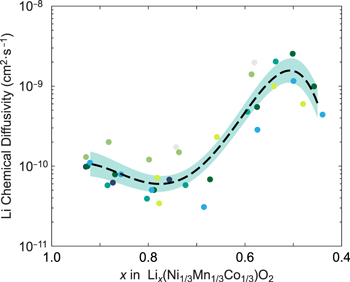 10⁻⁸
10⁻⁹
10⁻¹⁰
10⁻¹¹
Li Chemical Diffusivity (cm²·s⁻¹)
1.0 0.8 0.6 0.4
x in Liₓ(Ni1/3Mn1/3Co1/3)O2